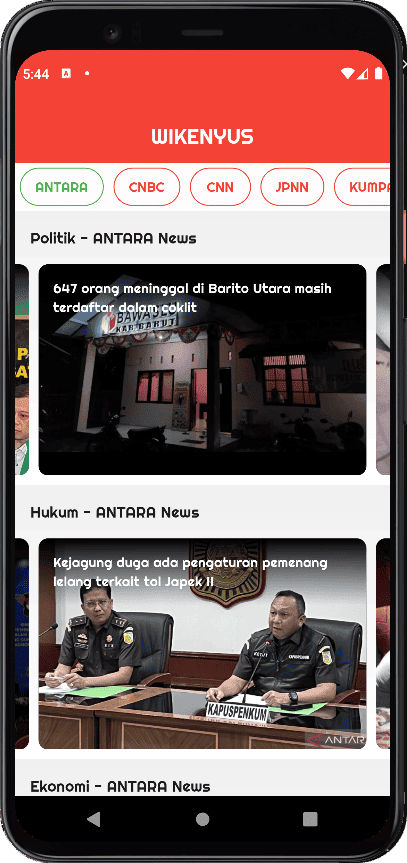 5:44
A
WIKENYUS
ANTARA
CNBC
CNN
JPNN
KUMPA
Politik - ANTARA News
647 orang meninggal di Barito Utara masih
terdaftar dalam coklit
BAWASLU
KAB. BARUT
Hukum - ANTARA News
Kejagung duga ada pengaturan pemenang
lelang terkait tol Japek II
KAPUSPENKUM
ANTAR
Ekonomi - ANTARA News